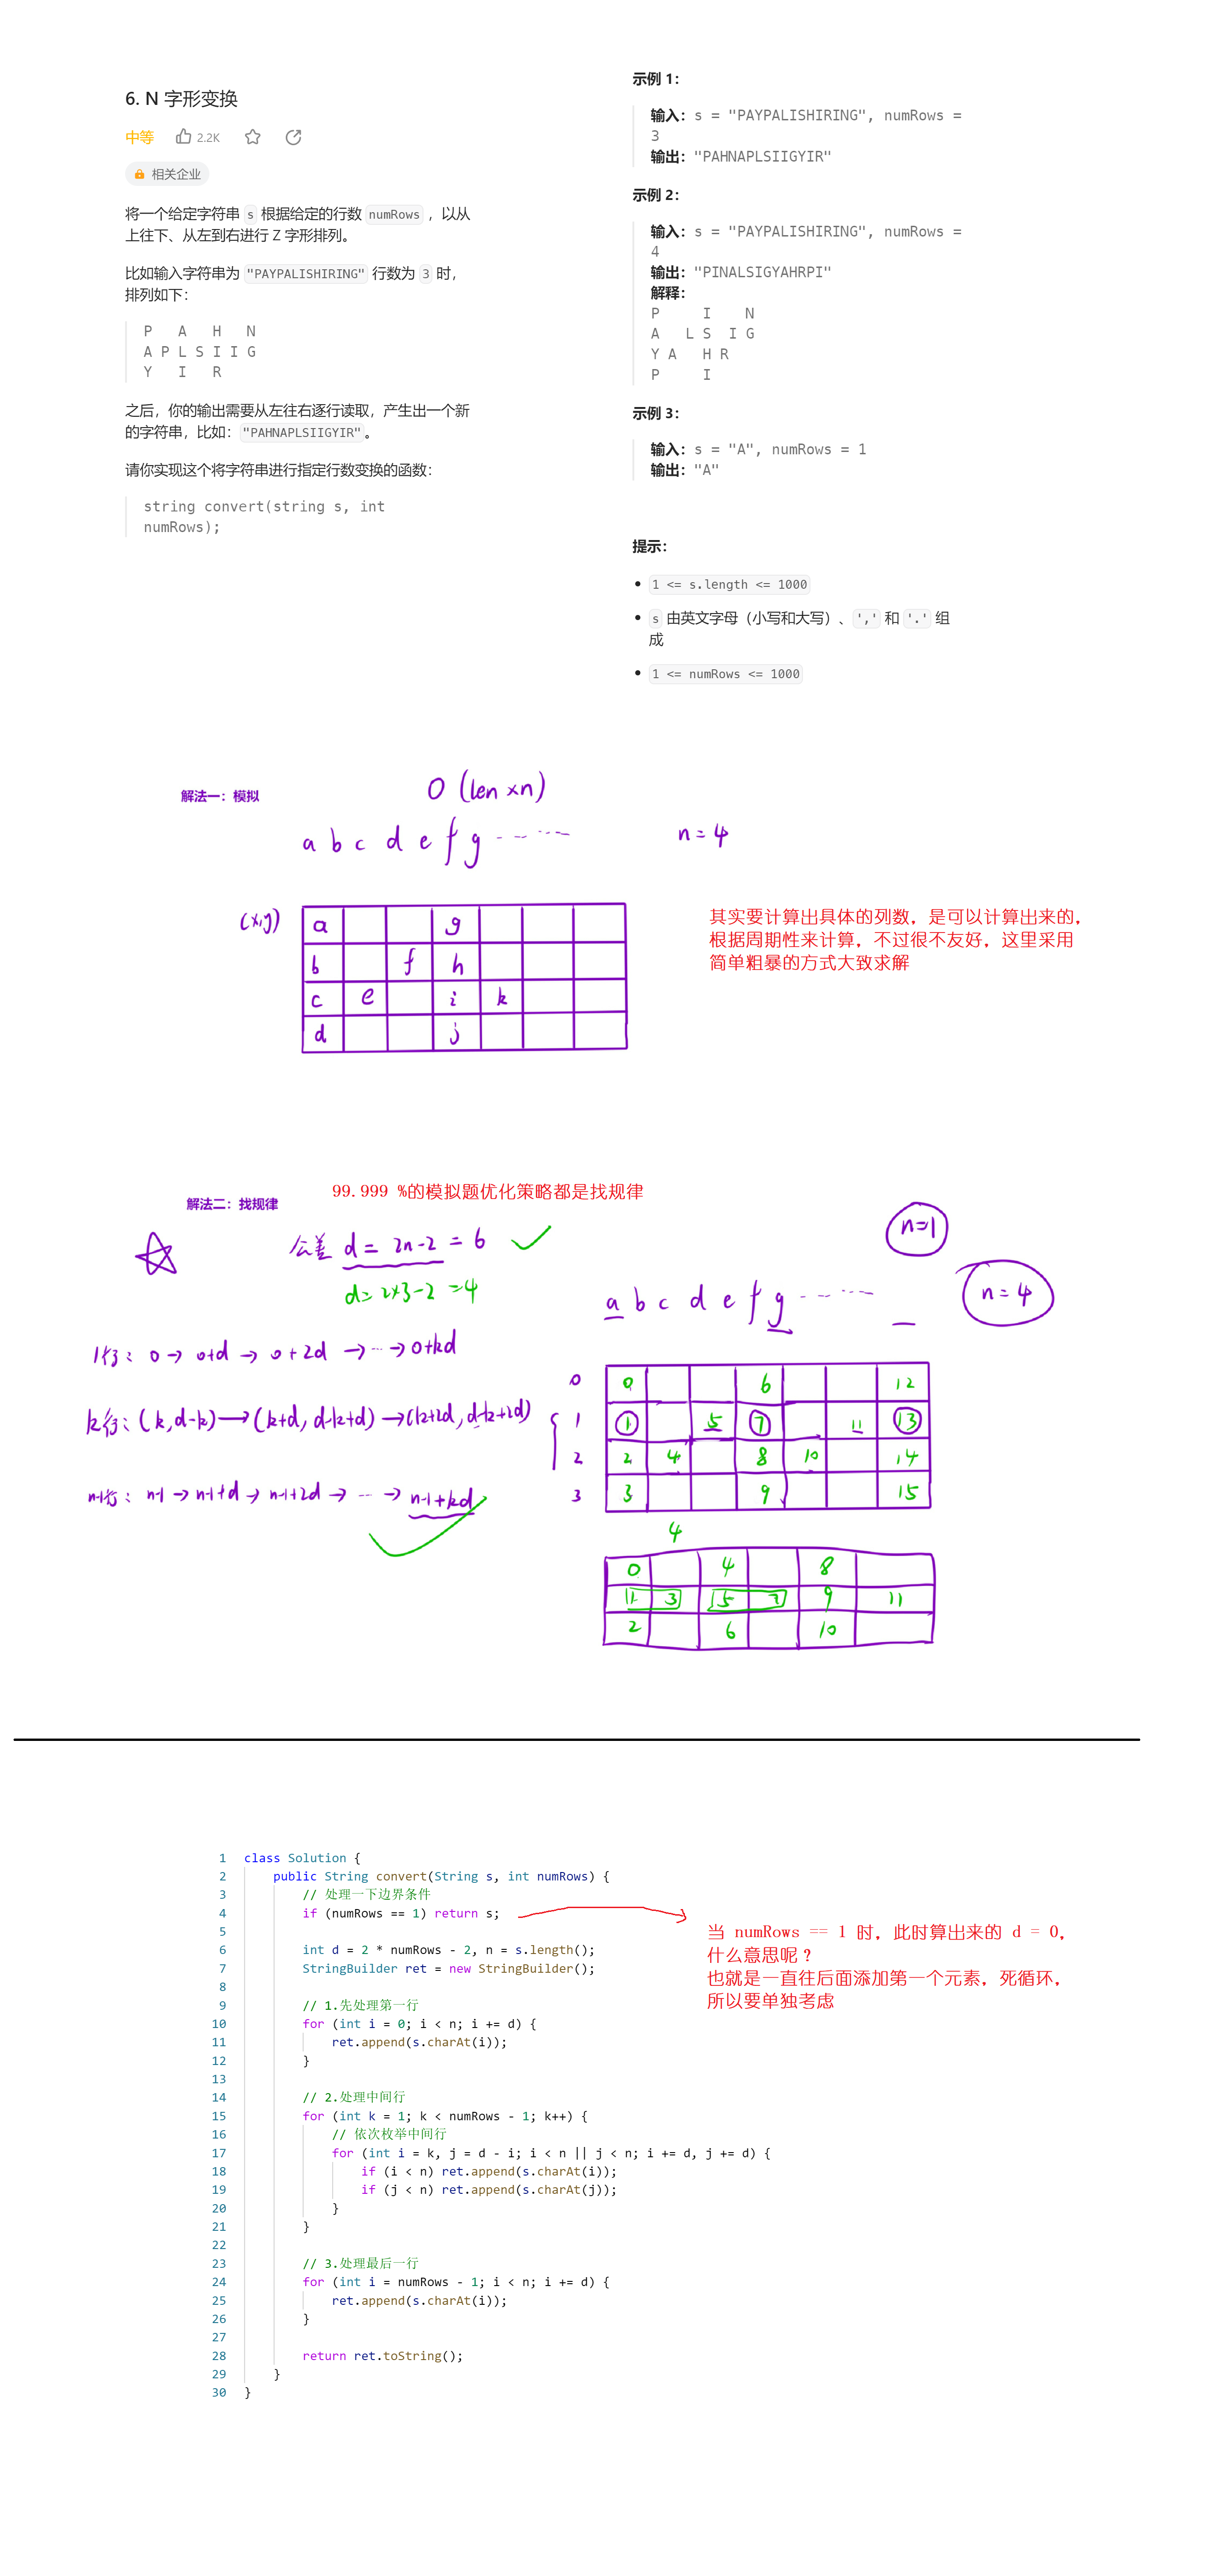 6. N 字形变换
中等 2.2K
相关企业
将一个给定字符串 s 根据给定的行数 numRows ，以从
上往下、从左到右进行 Z 字形排列。
比如输入字符串为 "PAYPALISHIRING" 行数为 3 时，
排列如下：
P A H N
A P L S I I G
Y I R
之后，你的输出需要从左往右逐行读取，产生出一个新
的字符串，比如："PAHNAPLSIIGYIR"。
请你实现这个将字符串进行指定行数变换的函数：
string convert(string s, int
numRows);
示例 1：
输入：s = "PAYPALISHIRING", numRows =
3
输出："PAHNAPLSIIGYIR"
示例 2：
输入：s = "PAYPALISHIRING", numRows =
4
输出："PINALSIGYAHRPI"
解释：
P I N
A L S I G
Y A H R
P I
示例 3：
输入：s = "A", numRows = 1
输出："A"
提示：
1 <= s.length <= 1000
s 由英文字母（小写和大写）、',' 和 '.' 组
成
1 <= numRows <= 1000
解法一：模拟
O (len ×n)
a b c d e f g ……
n = 4
(x,y)
a g
b f h
c e i k
d j
其实要计算出具体的列数，是可以计算出来的，
根据周期性来计算，不过很不友好，这里采用
简单粗暴的方式大致求解
解法二：找规律
99.999 %的模拟题优化策略都是找规律
公差 d = 2n-2 = 6
d= 2×3-2 =4
n=1
a b c d e f g ……
n = 4
1行： 0 → 0+d → 0+2d → … → 0+kd
k行：(k,d-k) → (k+d, d-k+d) → (k+2d, d-k+2d)
n-1行： n-1 → n-1+d → n-1+2d → … → n-1+kd
0 0 6 12
1 1 5 7 11 13
2 2 4 8 10 14
3 3 9 15
4
0 4 8
1 3 5 7 9 11
2 6 10
1 class Solution {
2 public String convert(String s, int numRows) {
3 // 处理一下边界条件
4 if (numRows == 1) return s;
5
6 int d = 2 * numRows - 2, n = s.length();
7 StringBuilder ret = new StringBuilder();
8
9 // 1.先处理第一行
10 for (int i = 0; i < n; i += d) {
11 ret.append(s.charAt(i));
12 }
13
14 // 2.处理中间行
15 for (int k = 1; k < numRows - 1; k++) {
16 // 依次枚举中间行
17 for (int i = k, j = d - i; i < n || j < n; i += d, j += d) {
18 if (i < n) ret.append(s.charAt(i));
19 if (j < n) ret.append(s.charAt(j));
20 }
21 }
22
23 // 3.处理最后一行
24 for (int i = numRows - 1; i < n; i += d) {
25 ret.append(s.charAt(i));
26 }
27
28 return ret.toString();
29 }
30 }
当 numRows == 1 时，此时算出来的 d = 0，
什么意思呢？
也就是一直往后面添加第一个元素，死循环，
所以要单独考虑